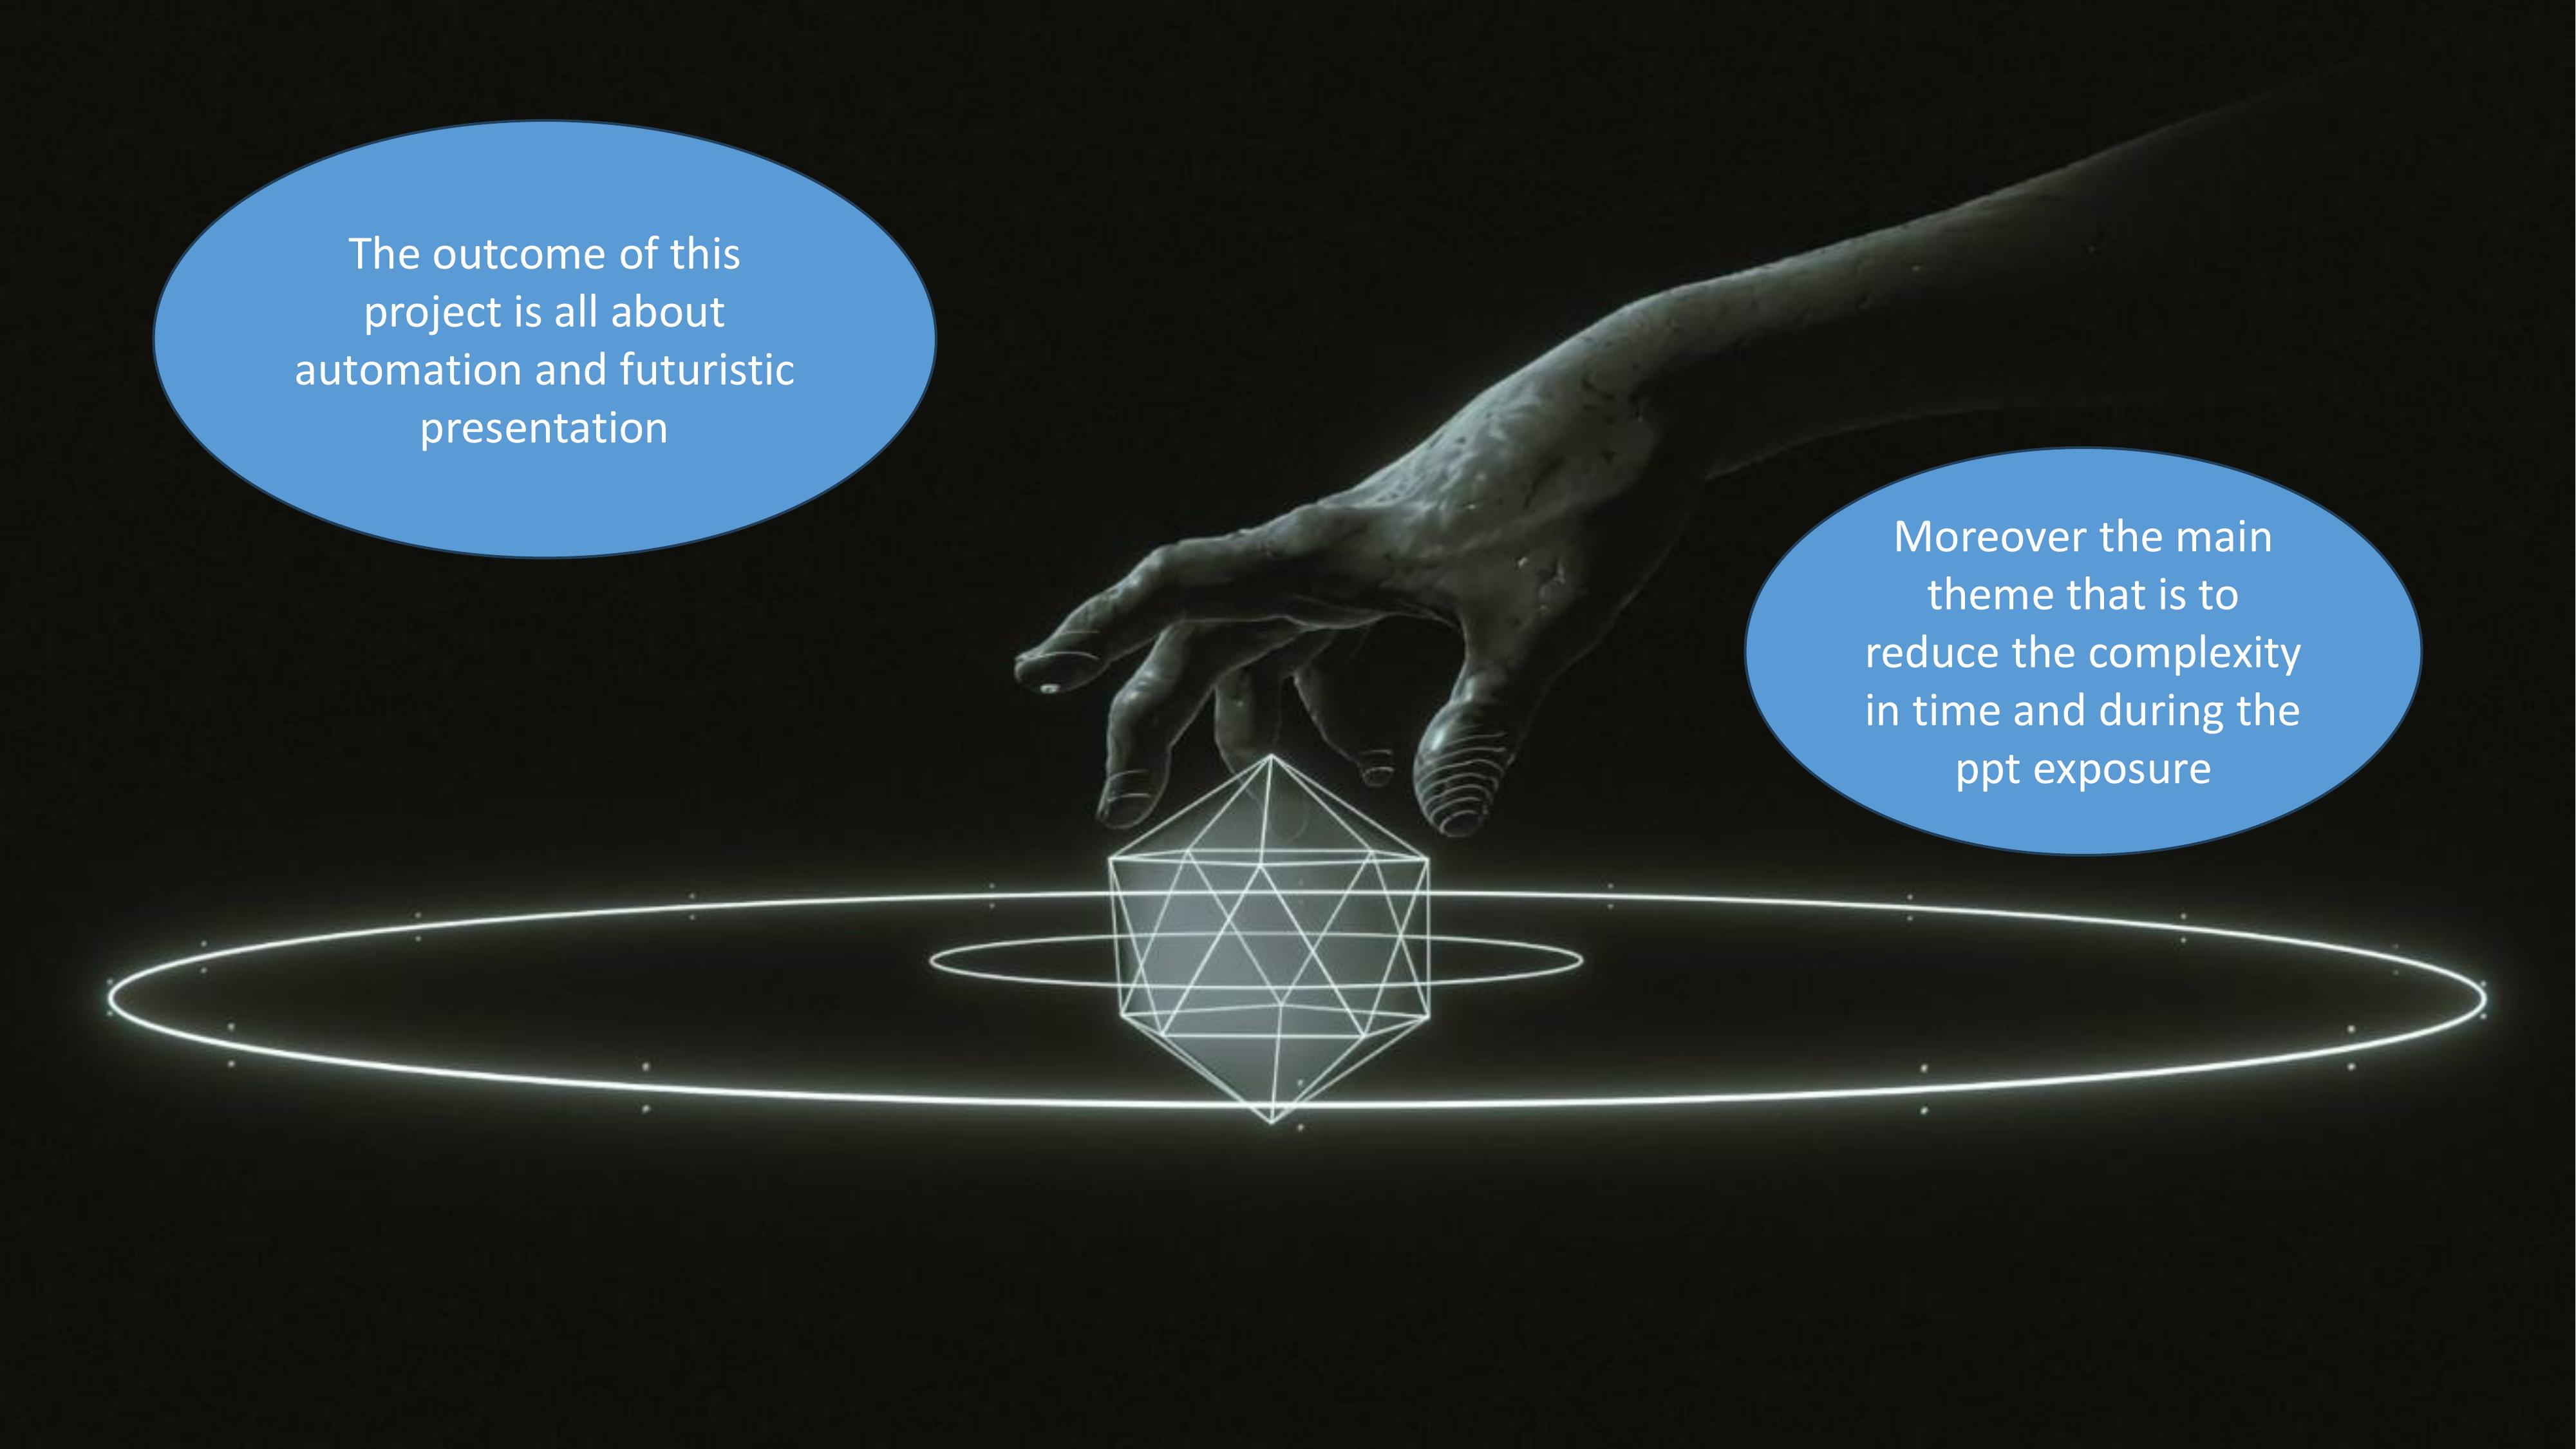 The outcome of this
project is all about
automation and futuristic
presentation
Moreover the main
theme that is to
reduce the complexity
in time and during the
ppt exposure